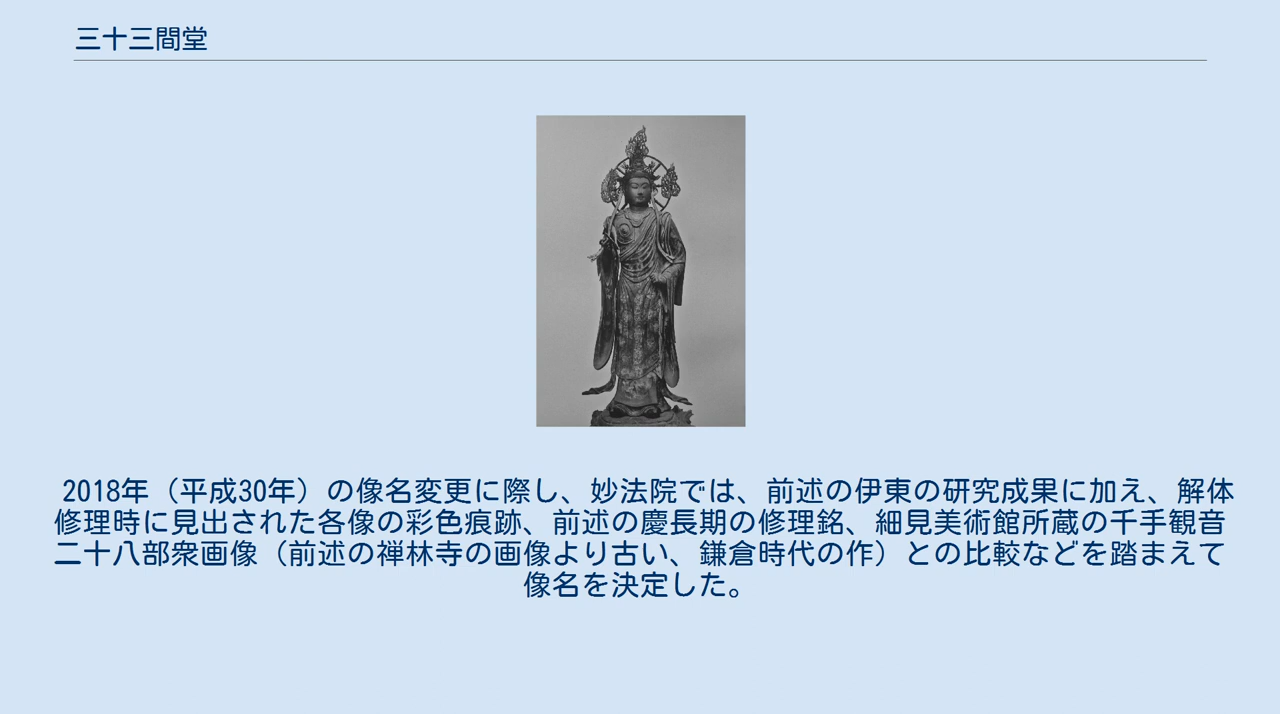 三十三間堂
2018年（平成30年）の像名変更に際し、妙法院では、前述の伊東の研究成果に加え、解体
修理時に見出された各像の彩色痕跡、前述の慶長期の修理銘、細見美術館所蔵の千手観音
二十八部衆画像（前述の禅林寺の画像より古い、鎌倉時代の作）との比較などを踏まえて
像名を決定した。